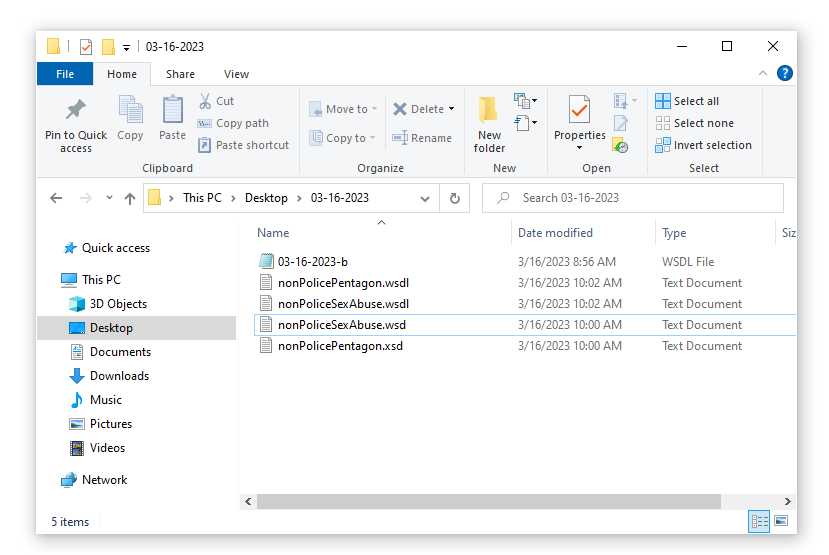 03-16-2023
File Home Share View
Pin to Quick access
Copy
Paste
Cut
Copy path
Paste shortcut
Clipboard
Move to
Copy to
Delete
Rename
Organize
New folder
New
Properties
Open
Select all
Select none
Invert selection
Select
This PC > Desktop > 03-16-2023
Search 03-16-2023
Quick access
This PC
3D Objects
Desktop
Documents
Downloads
Music
Pictures
Videos
Network
Name Date modified Type Siz
03-16-2023-b 3/16/2023 8:56 AM WSDL File
nonPolicePentagon.wsdl 3/16/2023 10:02 AM Text Document
nonPoliceSexAbuse.wsdl 3/16/2023 10:02 AM Text Document
nonPoliceSexAbuse.wsd 3/16/2023 10:00 AM Text Document
nonPolicePentagon.xsd 3/16/2023 10:00 AM Text Document
5 items